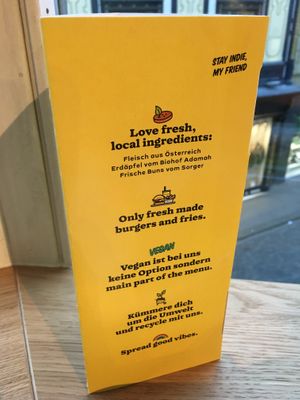 STAY INDIE,
MY FRIEND
Love fresh,
local ingredients:
Fleisch aus Österreich
Erdäpfel vom Biohof Adamah
Frische Buns vom Sorger
Only fresh made
burgers and fries.
VEGAN
Vegan ist bei uns
keine Option sondern
main part of the menu.
Kümmere dich
um die Umwelt
und recycle mit uns.
Spread good vibes.